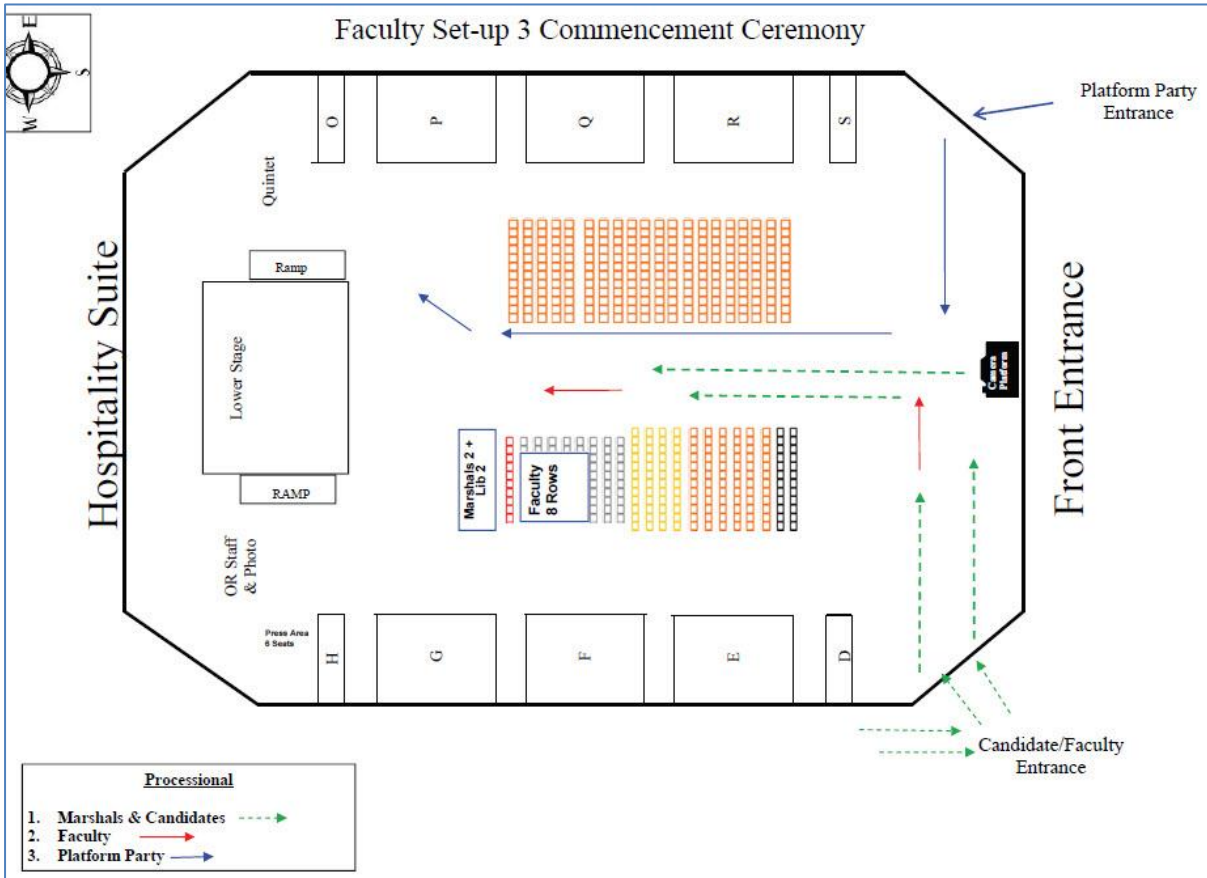 Faculty Set-up 3 Commencement Ceremony
E
S
W
Platform Party
Entrance
O
P
Q
R
S
Quintet
Ramp
Hospitality Suite
Lower Stage
Camera
Platform
Front Entrance
Marshals 2 +
Lib 2
Faculty
8 Rows
RAMP
OR Staff
& Photo
Press Area
6 Seats
H
G
F
E
D
Candidate/Faculty
Entrance
Processional
1. Marshals & Candidates
2. Faculty
3. Platform Party